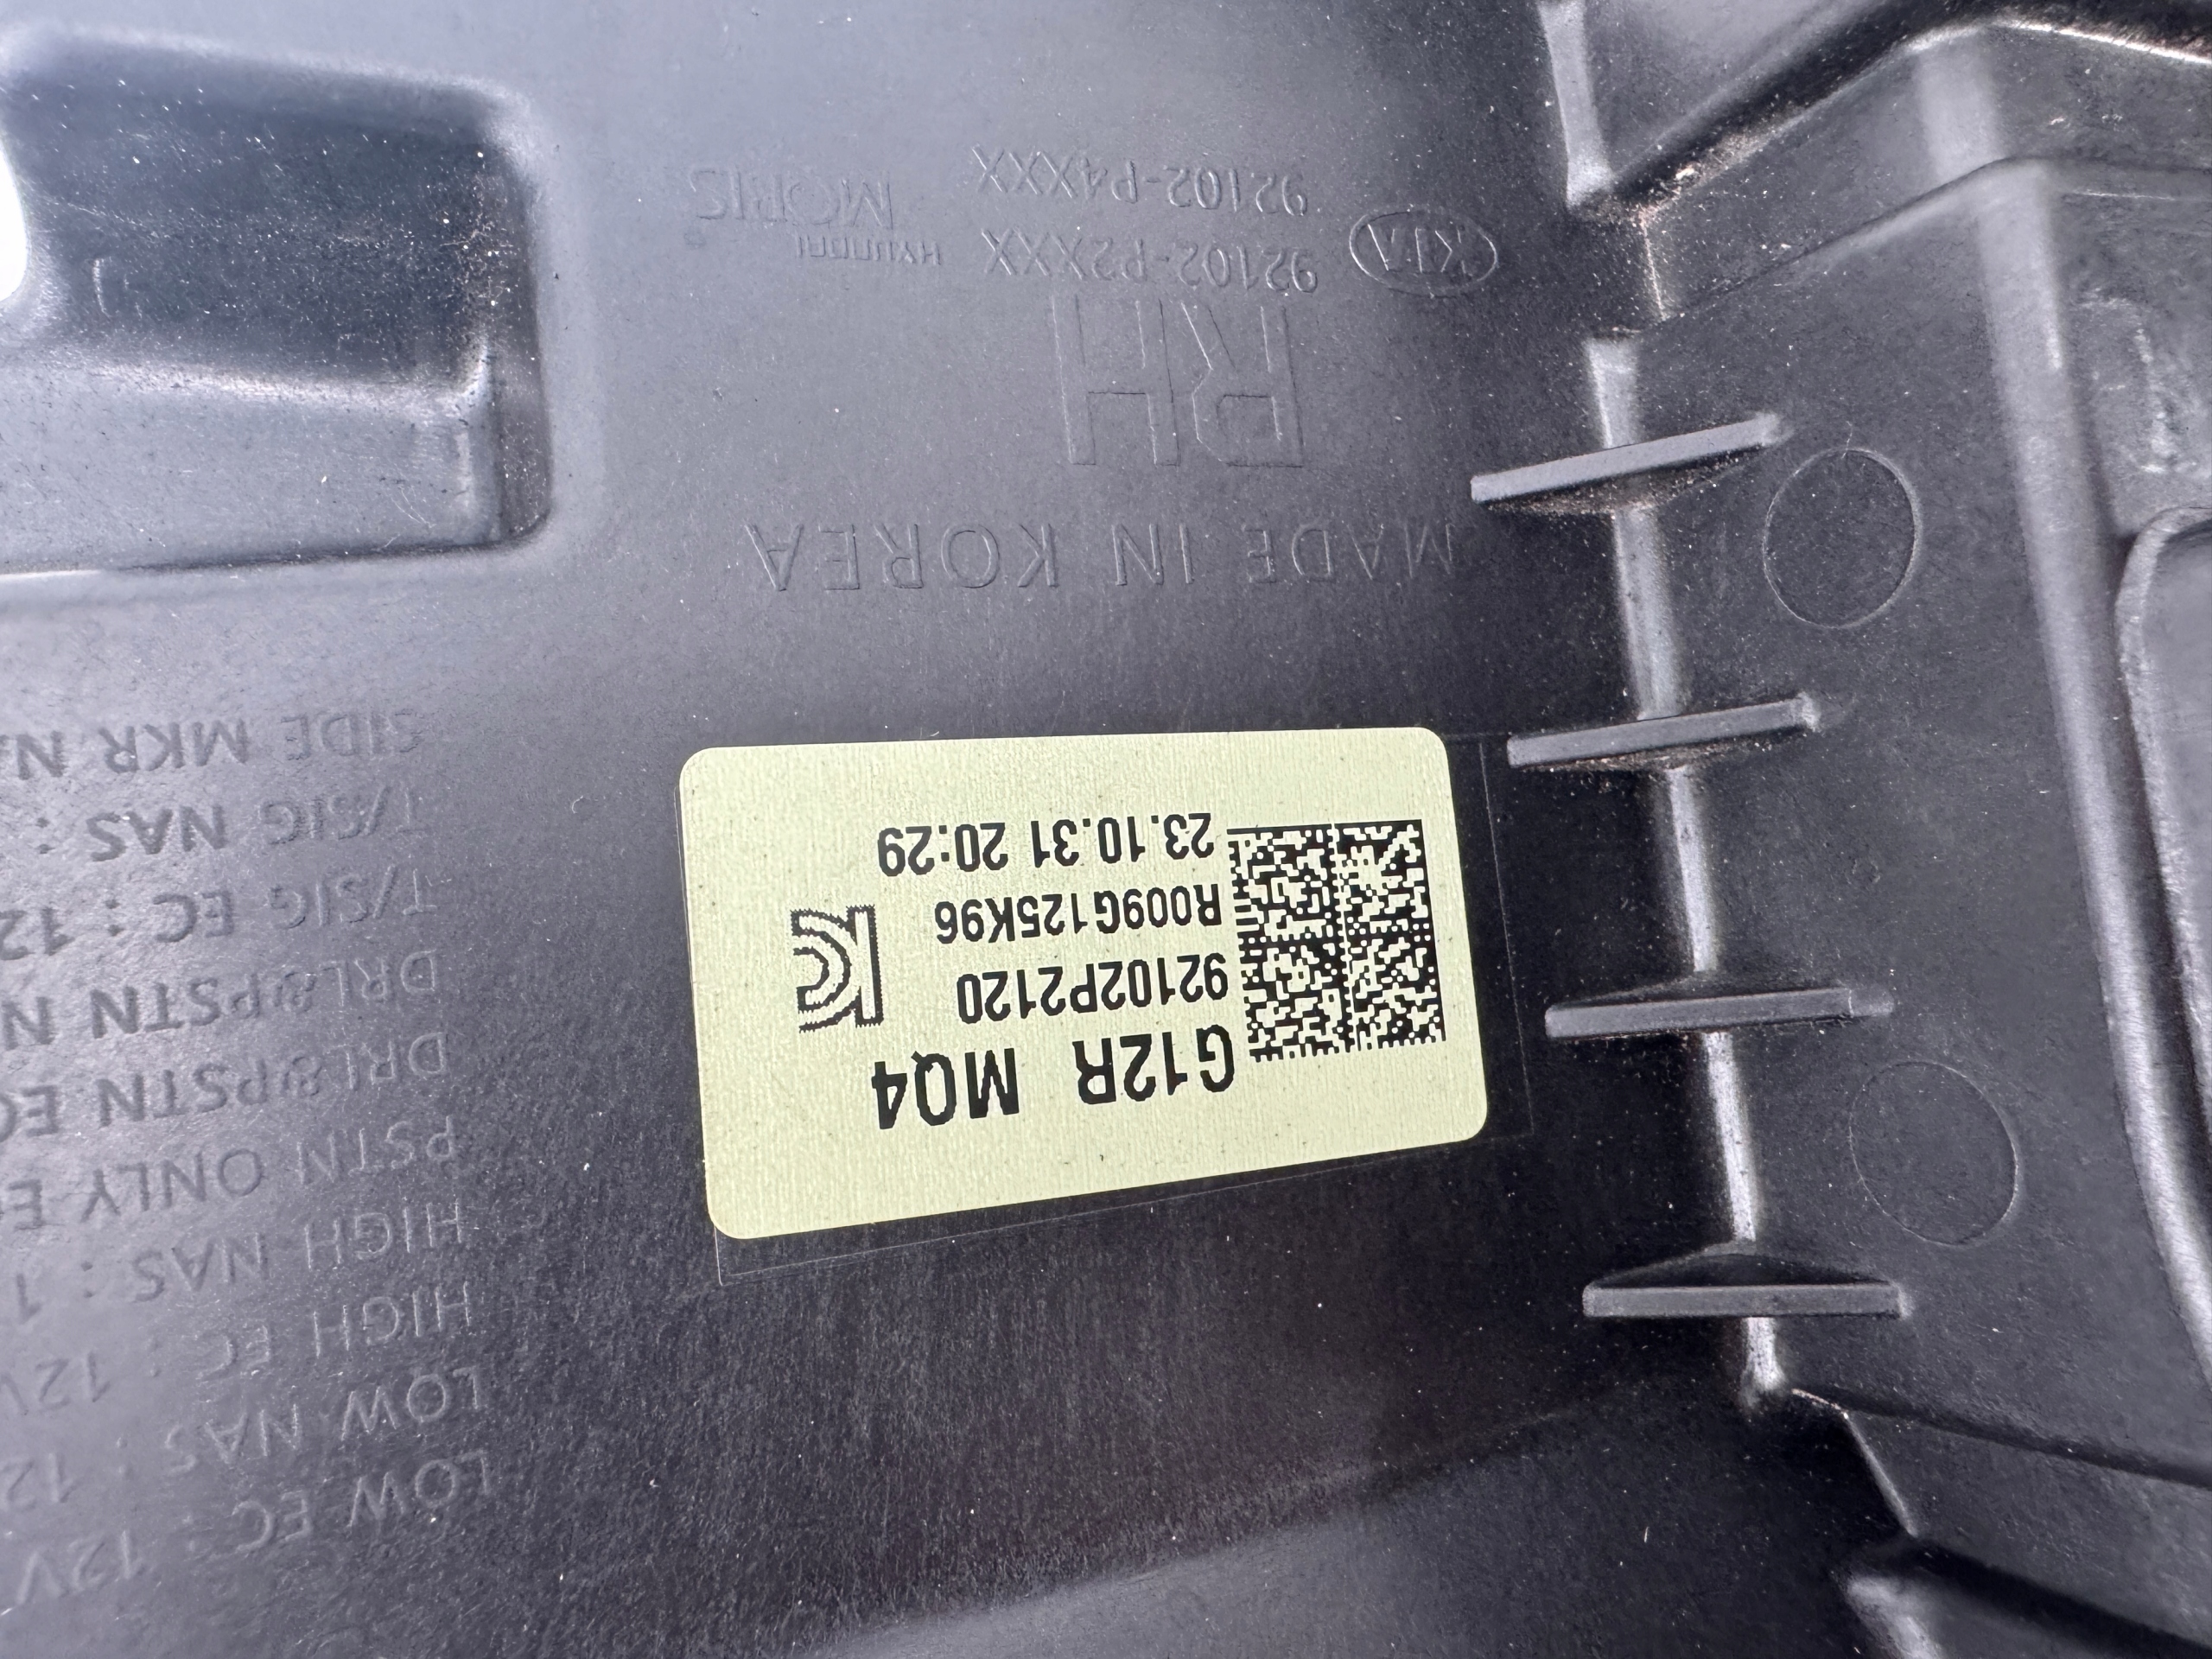 LOW EC : 12V
LOW NAS : 12
HIGH EC : 12V
HIGH NAS : 1
PSTN ONLY E
DRL&PSTN EC
DRL&PSTN N
T/SIG EC : 12
T/SIG NAS :
SIDE MKR N
G12R MQ4
92102P2120
R009G125K96
23.10.31 20:29
MADE IN KOREA
RH
KIA
92102-P2XXX
92102-P4XXX
HYUNDAI
MOBIS